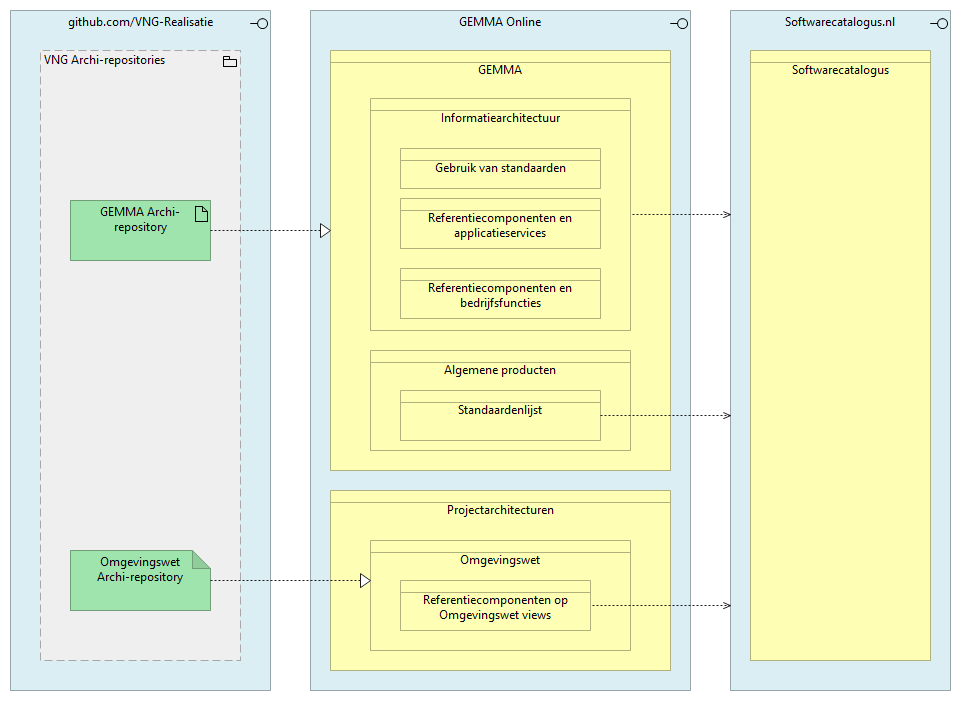 github.com/VNG-Realisatie
VNG Archi-repositories
GEMMA Archi-
repository
Omgevingswet
Archi-repository
GEMMA Online
GEMMA
Informatiearchitectuur
Gebruik van standaarden
Referentiecomponenten en
applicatieservices
Referentiecomponenten en
bedrijfsfuncties
Algemene producten
Standaardenlijst
Projectarchitecturen
Omgevingswet
Referentiecomponenten op
Omgevingswet views
Softwarecatalogus.nl
Softwarecatalogus